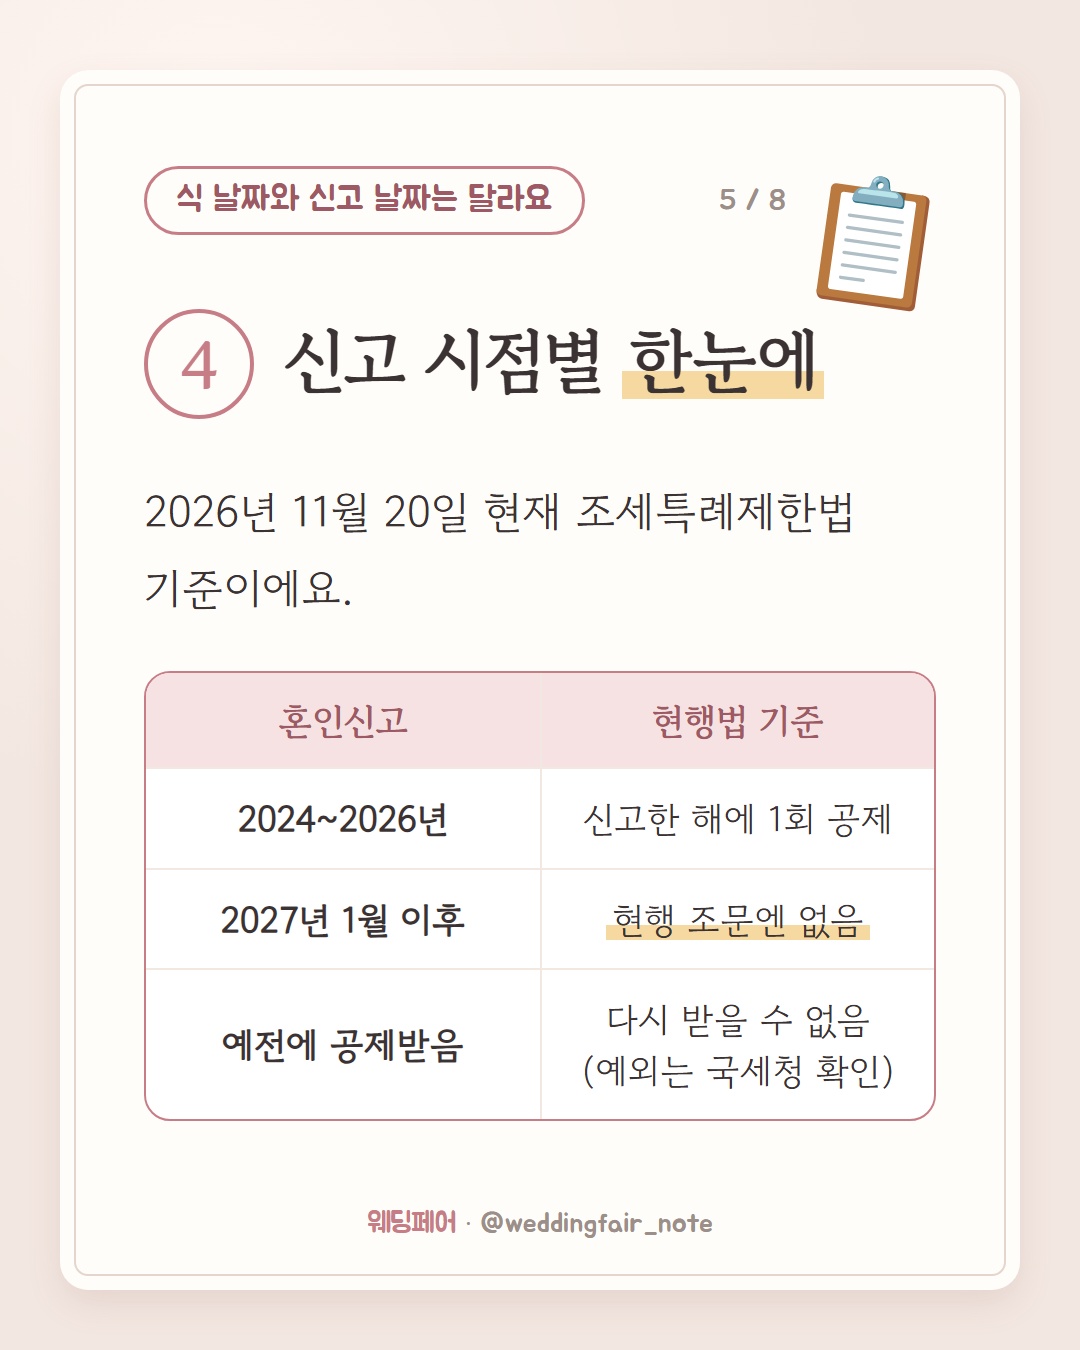 식 날짜와 신고 날짜는 달라요
5 / 8
4 신고 시점별 한눈에
2026년 11월 20일 현재 조세특례제한법
기준이에요.
혼인신고 현행법 기준
2024~2026년 신고한 해에 1회 공제
2027년 1월 이후 현행 조문엔 없음
예전에 공제받음 다시 받을 수 없음
(예외는 국세청 확인)
웨딩페어 · @weddingfair_note